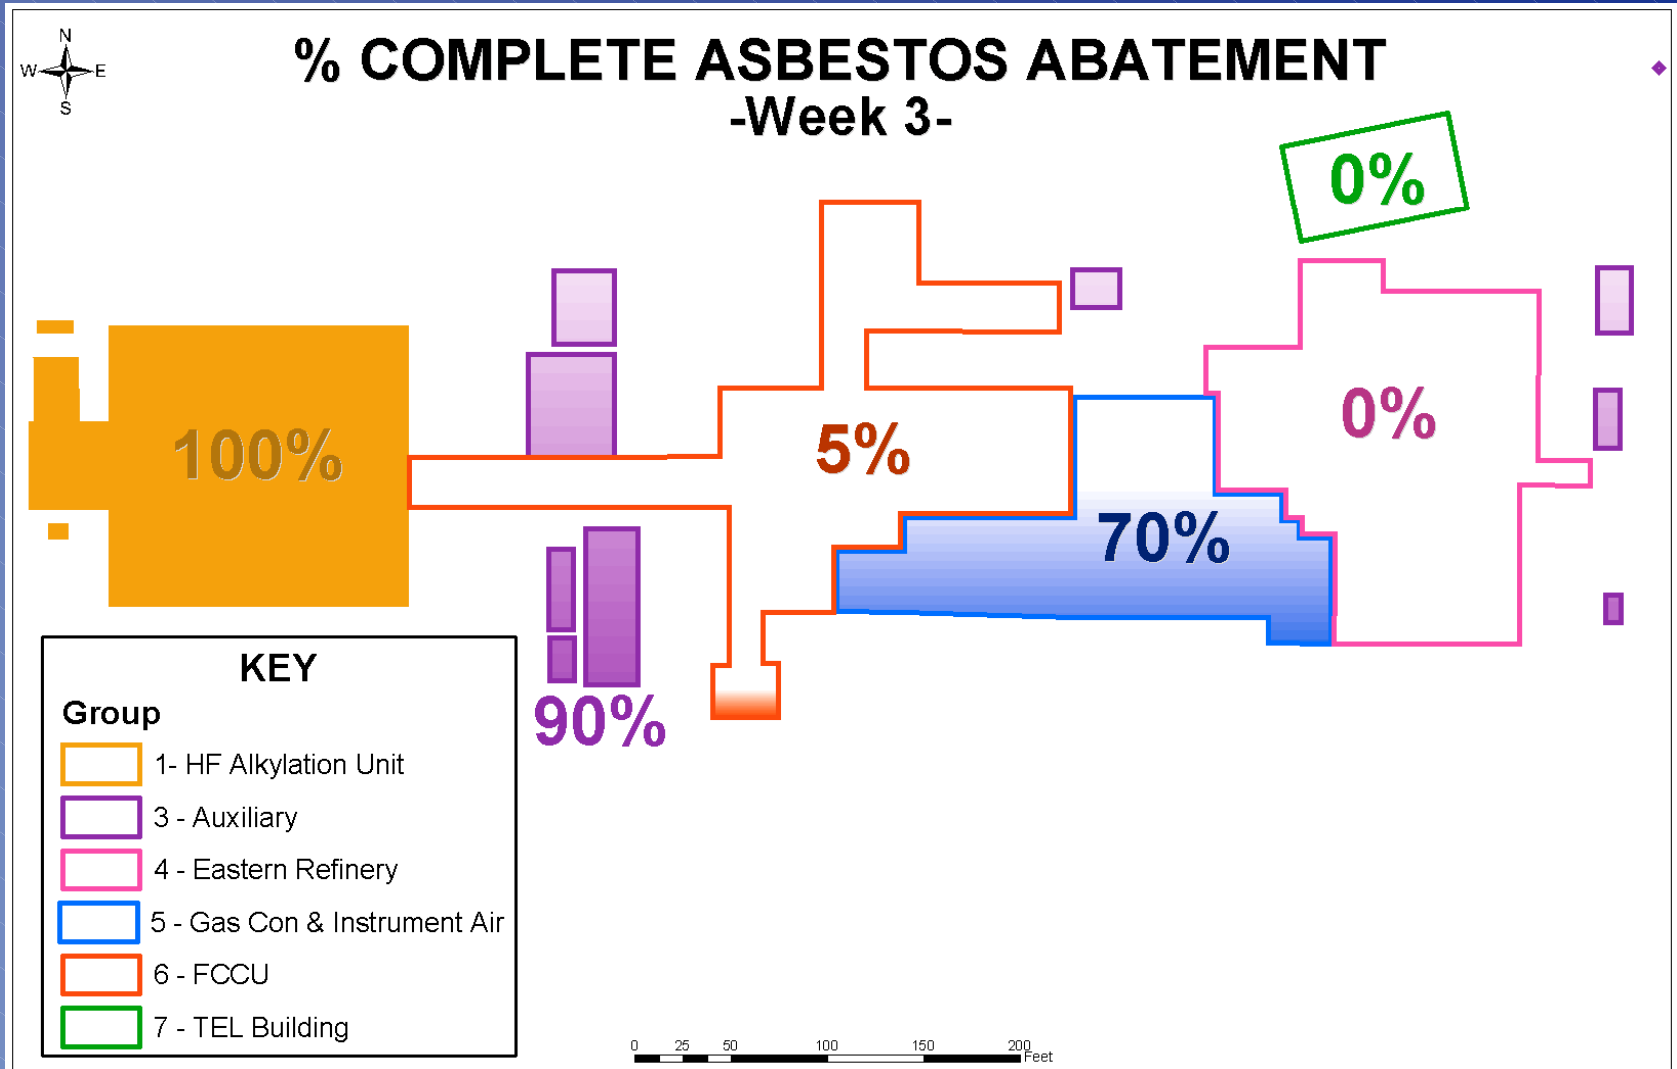 N
W E
S
% COMPLETE ASBESTOS ABATEMENT
-Week 3-
0%
100%
5%
0%
70%
90%
KEY
Group
1- HF Alkylation Unit
3 - Auxiliary
4 - Eastern Refinery
5 - Gas Con & Instrument Air
6 - FCCU
7 - TEL Building
0 25 50 100 150 200
Feet